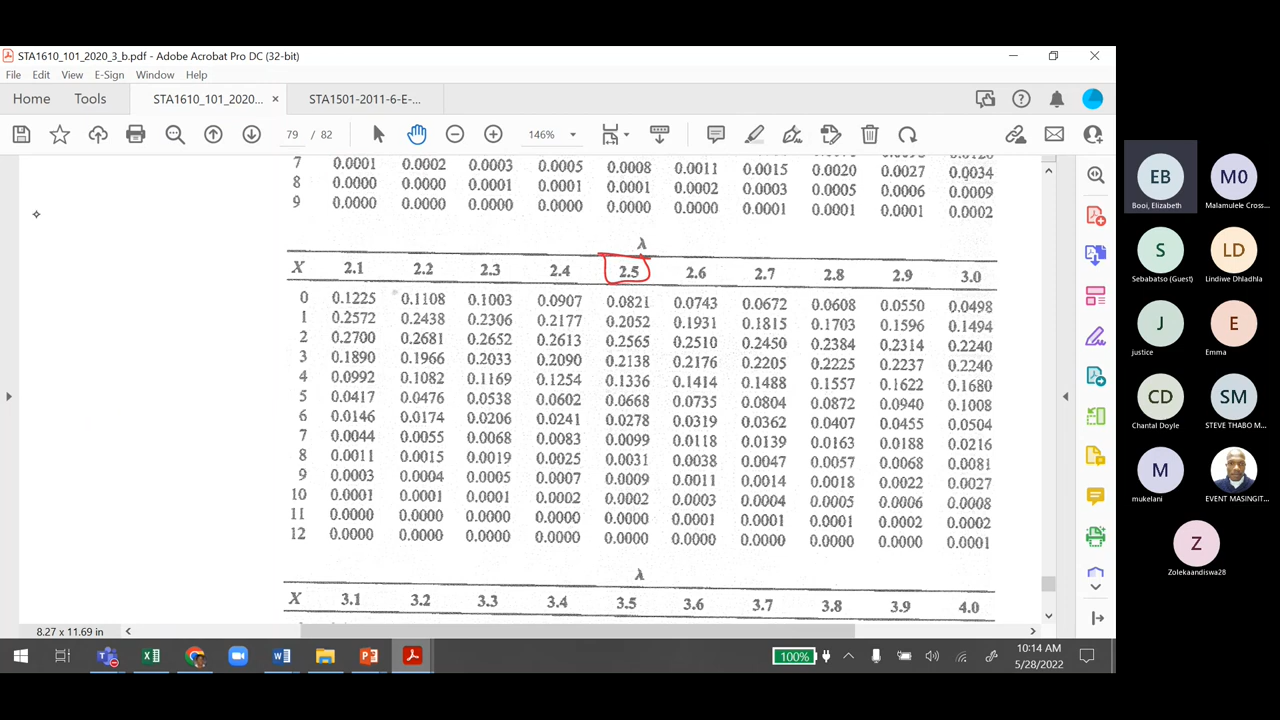 STA1610_101_2020_3_b.pdf - Adobe Acrobat Pro DC (32-bit)
File Edit View E-Sign Window Help
Home Tools STA1610_101_2020... × STA1501-2011-6-E-...
79 / 82 146%
7 0.0001 0.0002 0.0003 0.0005 0.0008 0.0011 0.0015 0.0020 0.0027 0.0034
8 0.0000 0.0000 0.0001 0.0001 0.0001 0.0002 0.0003 0.0005 0.0006 0.0009
9 0.0000 0.0000 0.0000 0.0000 0.0000 0.0000 0.0001 0.0001 0.0001 0.0002
λ
X 2.1 2.2 2.3 2.4 2.5 2.6 2.7 2.8 2.9 3.0
0 0.1225 0.1108 0.1003 0.0907 0.0821 0.0743 0.0672 0.0608 0.0550 0.0498
1 0.2572 0.2438 0.2306 0.2177 0.2052 0.1931 0.1815 0.1703 0.1596 0.1494
2 0.2700 0.2681 0.2652 0.2613 0.2565 0.2510 0.2450 0.2384 0.2314 0.2240
3 0.1890 0.1966 0.2033 0.2090 0.2138 0.2176 0.2205 0.2225 0.2237 0.2240
4 0.0992 0.1082 0.1169 0.1254 0.1336 0.1414 0.1488 0.1557 0.1622 0.1680
5 0.0417 0.0476 0.0538 0.0602 0.0668 0.0735 0.0804 0.0872 0.0940 0.1008
6 0.0146 0.0174 0.0206 0.0241 0.0278 0.0319 0.0362 0.0407 0.0455 0.0504
7 0.0044 0.0055 0.0068 0.0083 0.0099 0.0118 0.0139 0.0163 0.0188 0.0216
8 0.0011 0.0015 0.0019 0.0025 0.0031 0.0038 0.0047 0.0057 0.0068 0.0081
9 0.0003 0.0004 0.0005 0.0007 0.0009 0.0011 0.0014 0.0018 0.0022 0.0027
10 0.0001 0.0001 0.0001 0.0002 0.0002 0.0003 0.0004 0.0005 0.0006 0.0008
11 0.0000 0.0000 0.0000 0.0000 0.0000 0.0001 0.0001 0.0001 0.0002 0.0002
12 0.0000 0.0000 0.0000 0.0000 0.0000 0.0000 0.0000 0.0000 0.0000 0.0001
λ
X 3.1 3.2 3.3 3.4 3.5 3.6 3.7 3.8 3.9 4.0
8.27 x 11.69 in
100% 10:14 AM
5/28/2022
EB M0
Booi, Elizabeth Malamulele Cross...
S LD
Sebabatso (Guest) Lindiwe Dhladhla
J E
justice Emma
CD SM
Chantal Doyle STEVE THABO M...
M
mukelani EVENT MASINGIT...
Z
Zolekaandiswa28